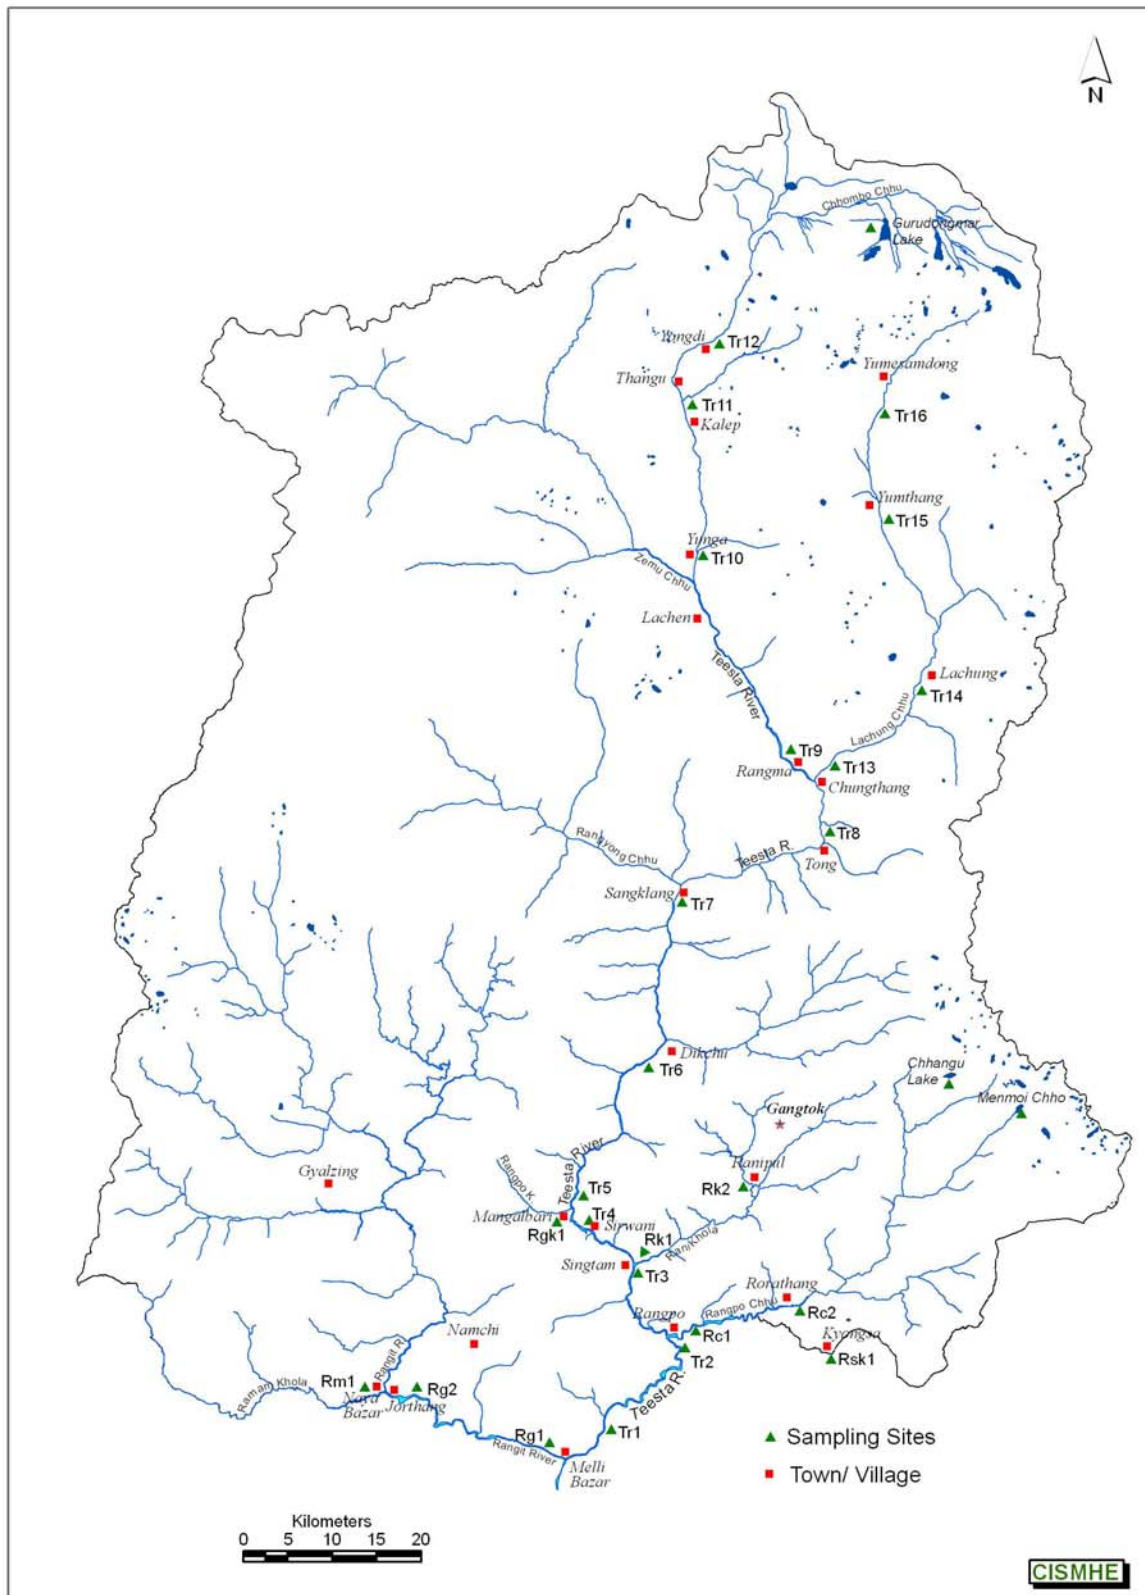 N
Chhombo Chhu
Gurudongmar
Lake
Yongdi
Tr12
Thangu
Yumesamdong
Tr11
Kalep
Tr16
Yumthang
Tr15
Yunga
Tr10
Zemu Chhu
Lachen
Teesta River
Lachung
Tr14
Lachung Chhu
Tr9
Rangma
Tr13
Chungthang
Tr8
Rangyong Chhu
Teesta R.
Tong
Sangklang
Tr7
Dikchu
Tr6
Chhangu
Lake
Menmoi Chho
Gangtok
Teesta River
Rangpo K.
Gyalzing
Ranipul
Tr5
Rk2
Mangalbari
Tr4
Sirwani
Rgk1
Rk1
Rani Khola
Singtam
Tr3
Rorathang
Rangpo Chhu
Rangpo
Rc2
Namchi
Rc1
Kyongsa
Tr2
Rsk1
Rangit R.
Ramam Khola
Rm1
Rg2
Naya
Bazar
Jorthang
Teesta R.
Tr1
Rg1
Rangit River
Melli
Bazar
Sampling Sites
Town/ Village
Kilometers
0 5 10 15 20
CISMHE